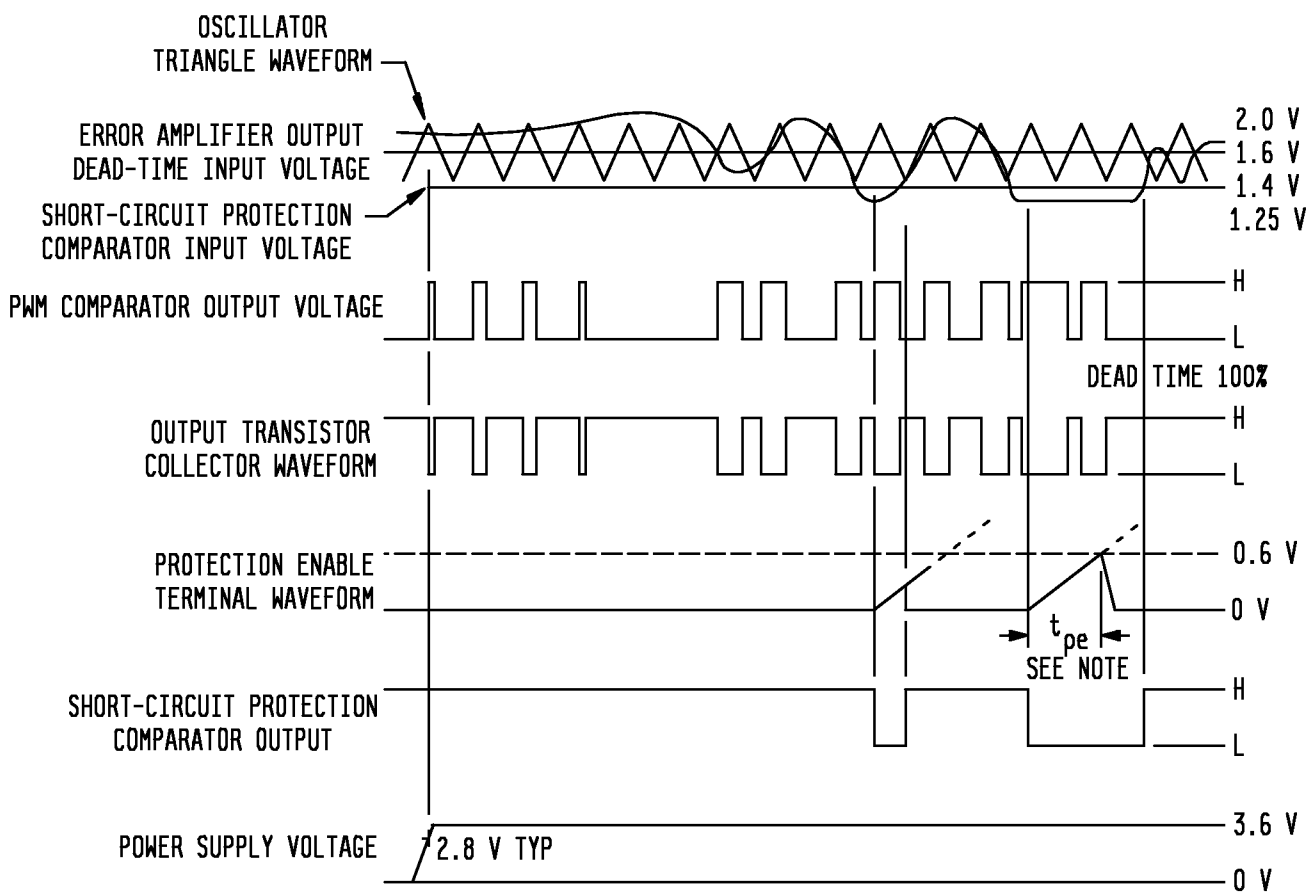 OSCILLATOR
TRIANGLE WAVEFORM
ERROR AMPLIFIER OUTPUT
DEAD-TIME INPUT VOLTAGE
2.0 V
1.6 V
1.4 V
1.25 V
SHORT-CIRCUIT PROTECTION
COMPARATOR INPUT VOLTAGE
PWM COMPARATOR OUTPUT VOLTAGE
H
L
DEAD TIME 100%
OUTPUT TRANSISTOR
COLLECTOR WAVEFORM
H
L
PROTECTION ENABLE
TERMINAL WAVEFORM
0.6 V
0 V
tpe
SEE NOTE
SHORT-CIRCUIT PROTECTION
COMPARATOR OUTPUT
H
L
POWER SUPPLY VOLTAGE
2.8 V TYP
3.6 V
0 V